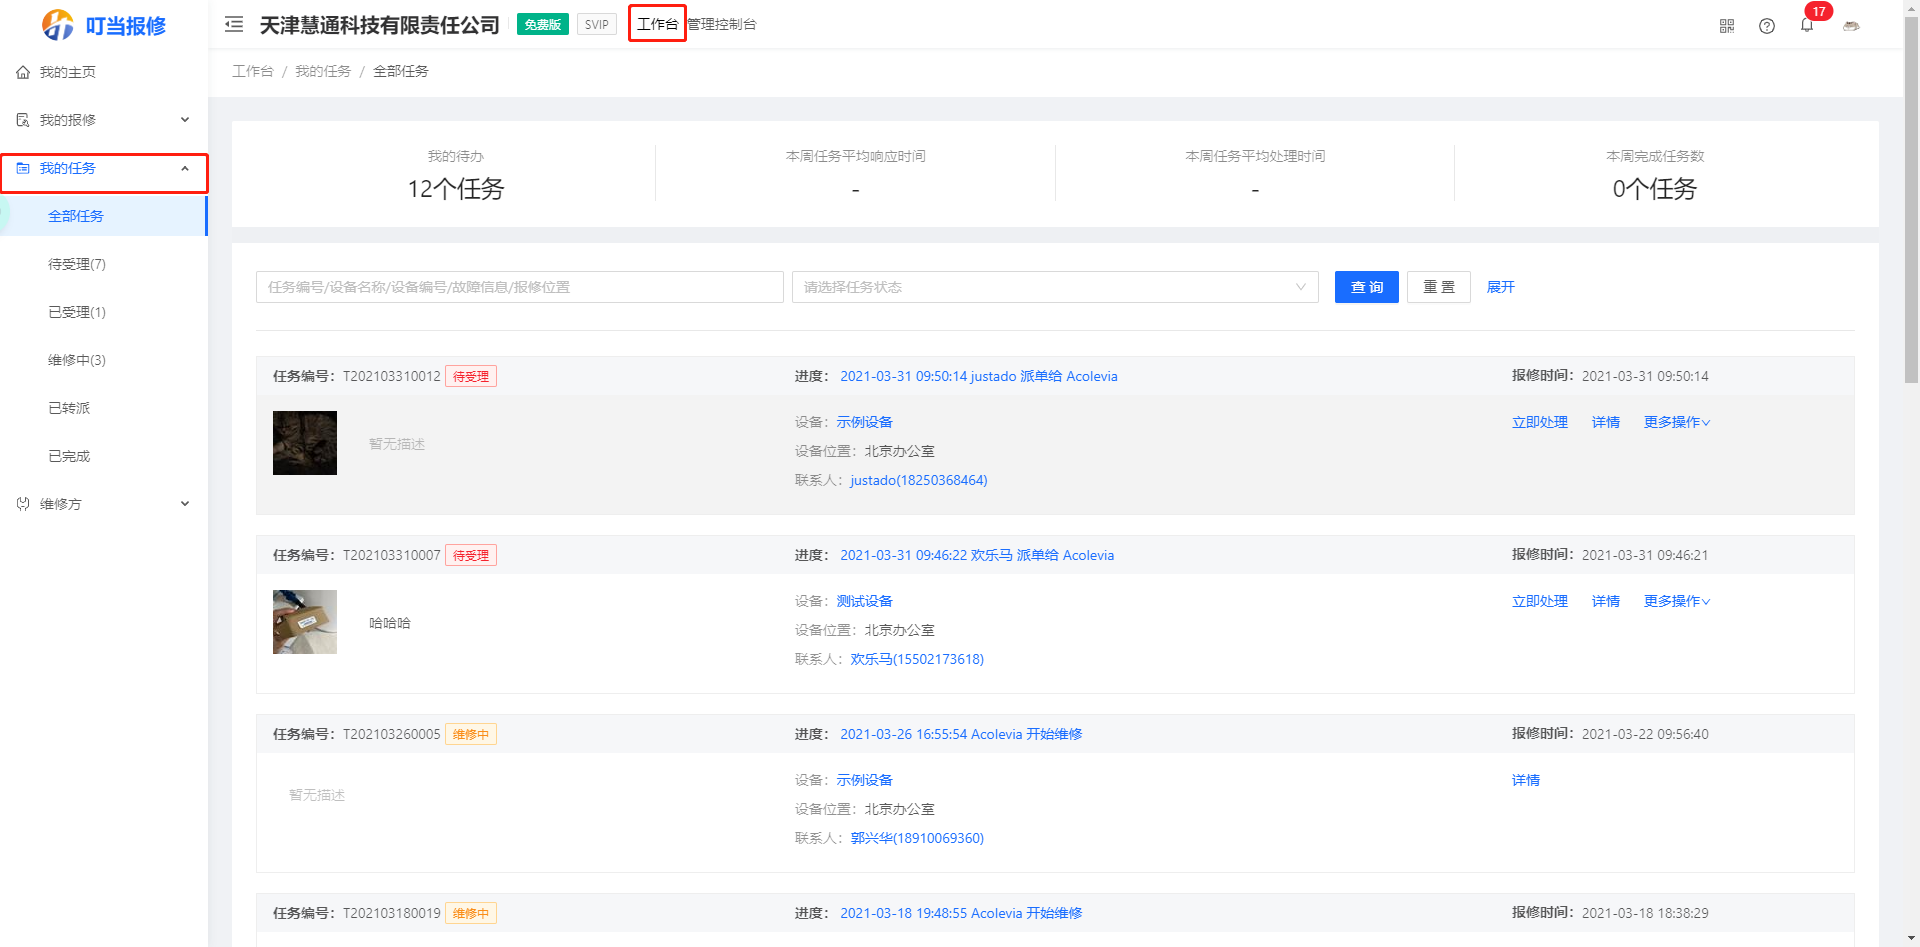 叮当报修
天津慧通科技有限责任公司 免费版 SVIP 工作台 管理控制台 17
我的主页
我的报修
我的任务
全部任务
待受理(7)
已受理(1)
维修中(3)
已转派
已完成
维修方
工作台 / 我的任务 / 全部任务
我的待办 本周任务平均响应时间 本周任务平均处理时间 本周完成任务数
12个任务 - - 0个任务
任务编号/设备名称/设备编号/故障信息/报修位置 请选择任务状态 查 询 重 置 展开
任务编号：T202103310012 待受理 进度： 2021-03-31 09:50:14 justado 派单给 Acolevia 报修时间：2021-03-31 09:50:14
设备：示例设备 立即处理 详情 更多操作
暂无描述
设备位置：北京办公室
联系人：justado(18250368464)
任务编号：T202103310007 待受理 进度： 2021-03-31 09:46:22 欢乐马 派单给 Acolevia 报修时间：2021-03-31 09:46:21
设备：测试设备 立即处理 详情 更多操作
哈哈哈
设备位置：北京办公室
联系人：欢乐马(15502173618)
任务编号：T202103260005 维修中 进度： 2021-03-26 16:55:54 Acolevia 开始维修 报修时间：2021-03-22 09:56:40
设备：示例设备 详情
暂无描述
设备位置：北京办公室
联系人：郭兴华(18910069360)
任务编号：T202103180019 维修中 进度： 2021-03-18 19:48:55 Acolevia 开始维修 报修时间：2021-03-18 18:38:29